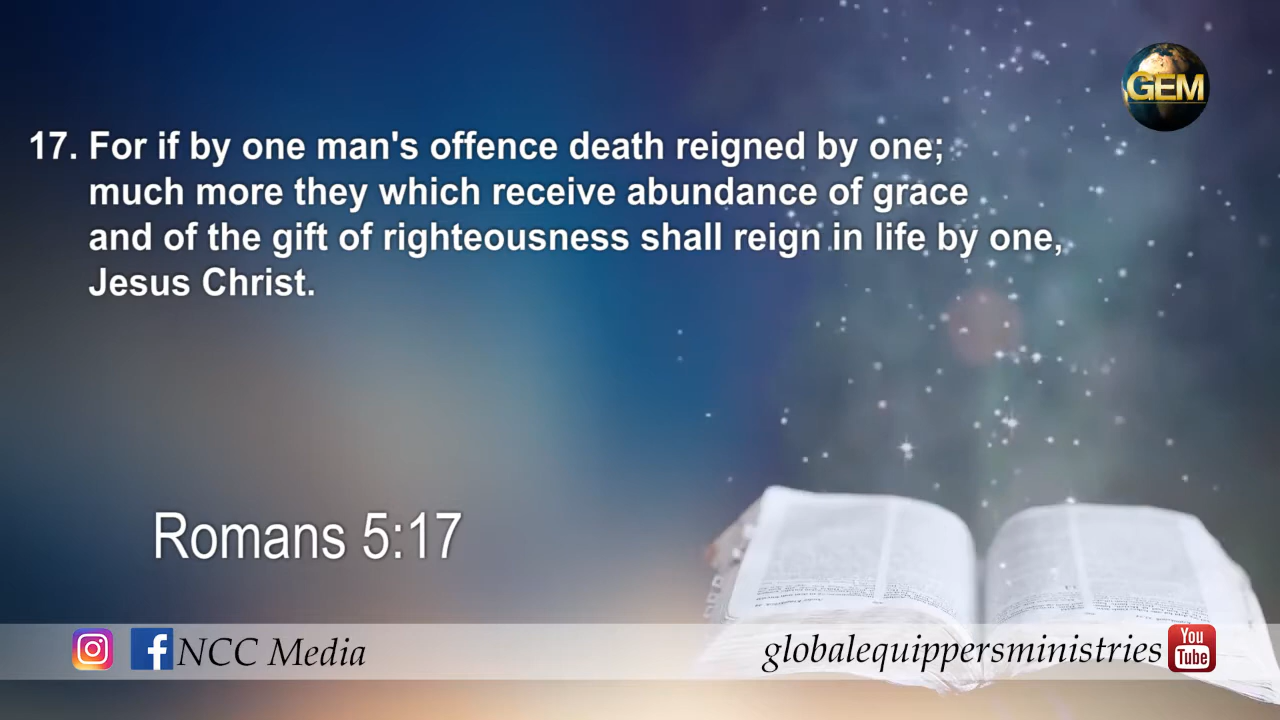 GEM
17. For if by one man's offence death reigned by one;
much more they which receive abundance of grace
and of the gift of righteousness shall reign in life by one,
Jesus Christ.
Romans 5:17
NCC Media
globalequippersministries
You
Tube